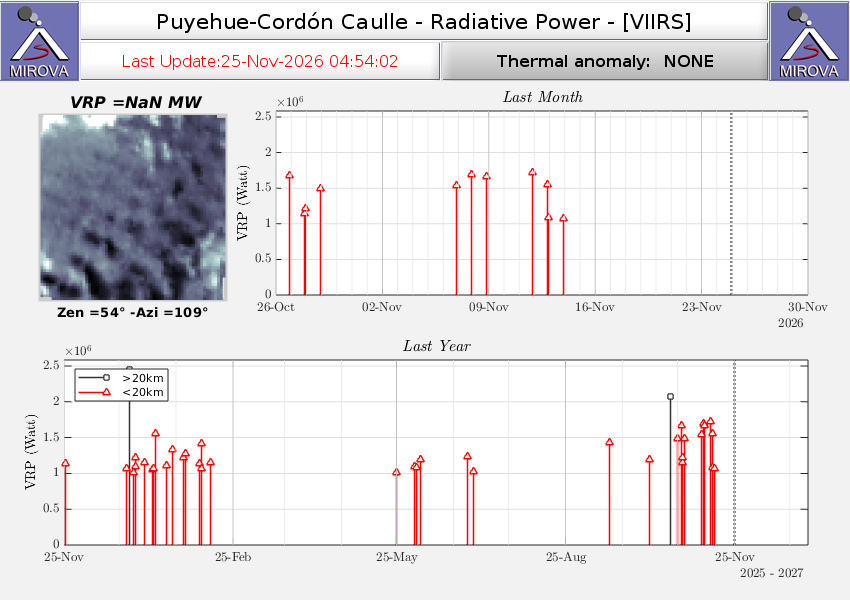 Puyehue-Cordón Caulle - Radiative Power - [VIIRS]
MIROVA
Last Update:25-Nov-2026 04:54:02
Thermal anomaly: NONE
MIROVA
VRP =NaN MW
Zen =54° -Azi =109°
Last Month
×10⁶
VRP (Watt)
2.5
2
1.5
1
0.5
0
26-Oct
02-Nov
09-Nov
16-Nov
23-Nov
30-Nov
2026
Last Year
×10⁶
VRP (Watt)
2.5
2
1.5
1
0.5
0
>20km
<20km
25-Nov
25-Feb
25-May
25-Aug
25-Nov
2025 - 2027